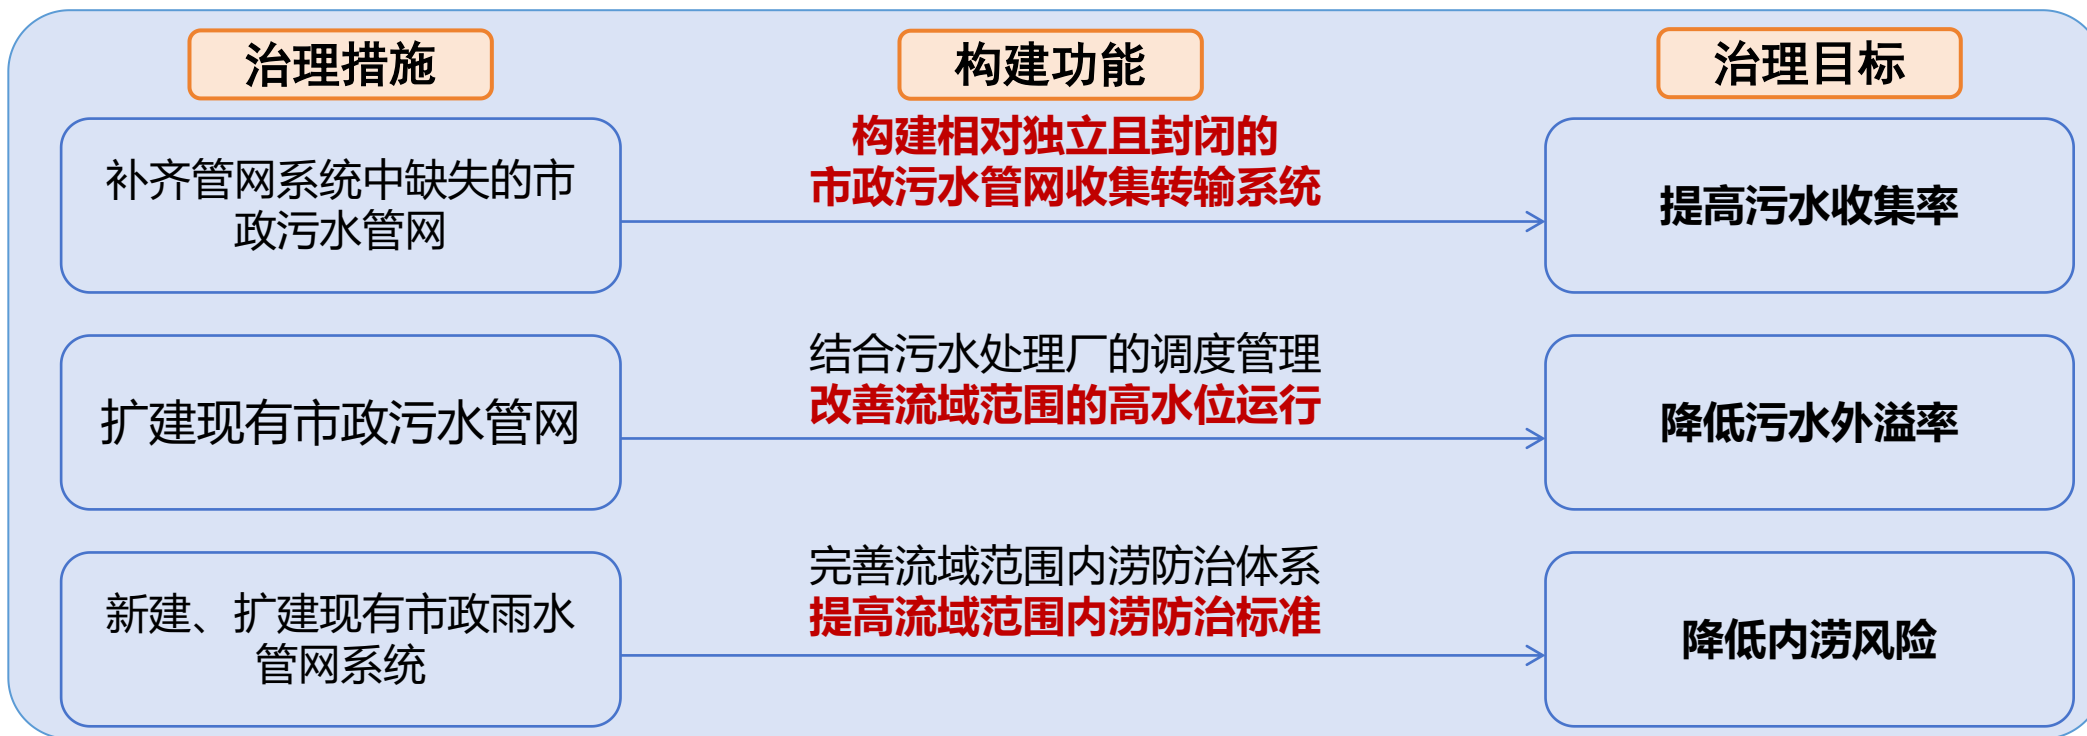 治理措施
构建功能
治理目标
补齐管网系统中缺失的市
政污水管网
构建相对独立且封闭的
市政污水管网收集转输系统
提高污水收集率
扩建现有市政污水管网
结合污水处理厂的调度管理
改善流域范围的高水位运行
降低污水外溢率
新建、扩建现有市政雨水
管网系统
完善流域范围内涝防治体系
提高流域范围内涝防治标准
降低内涝风险